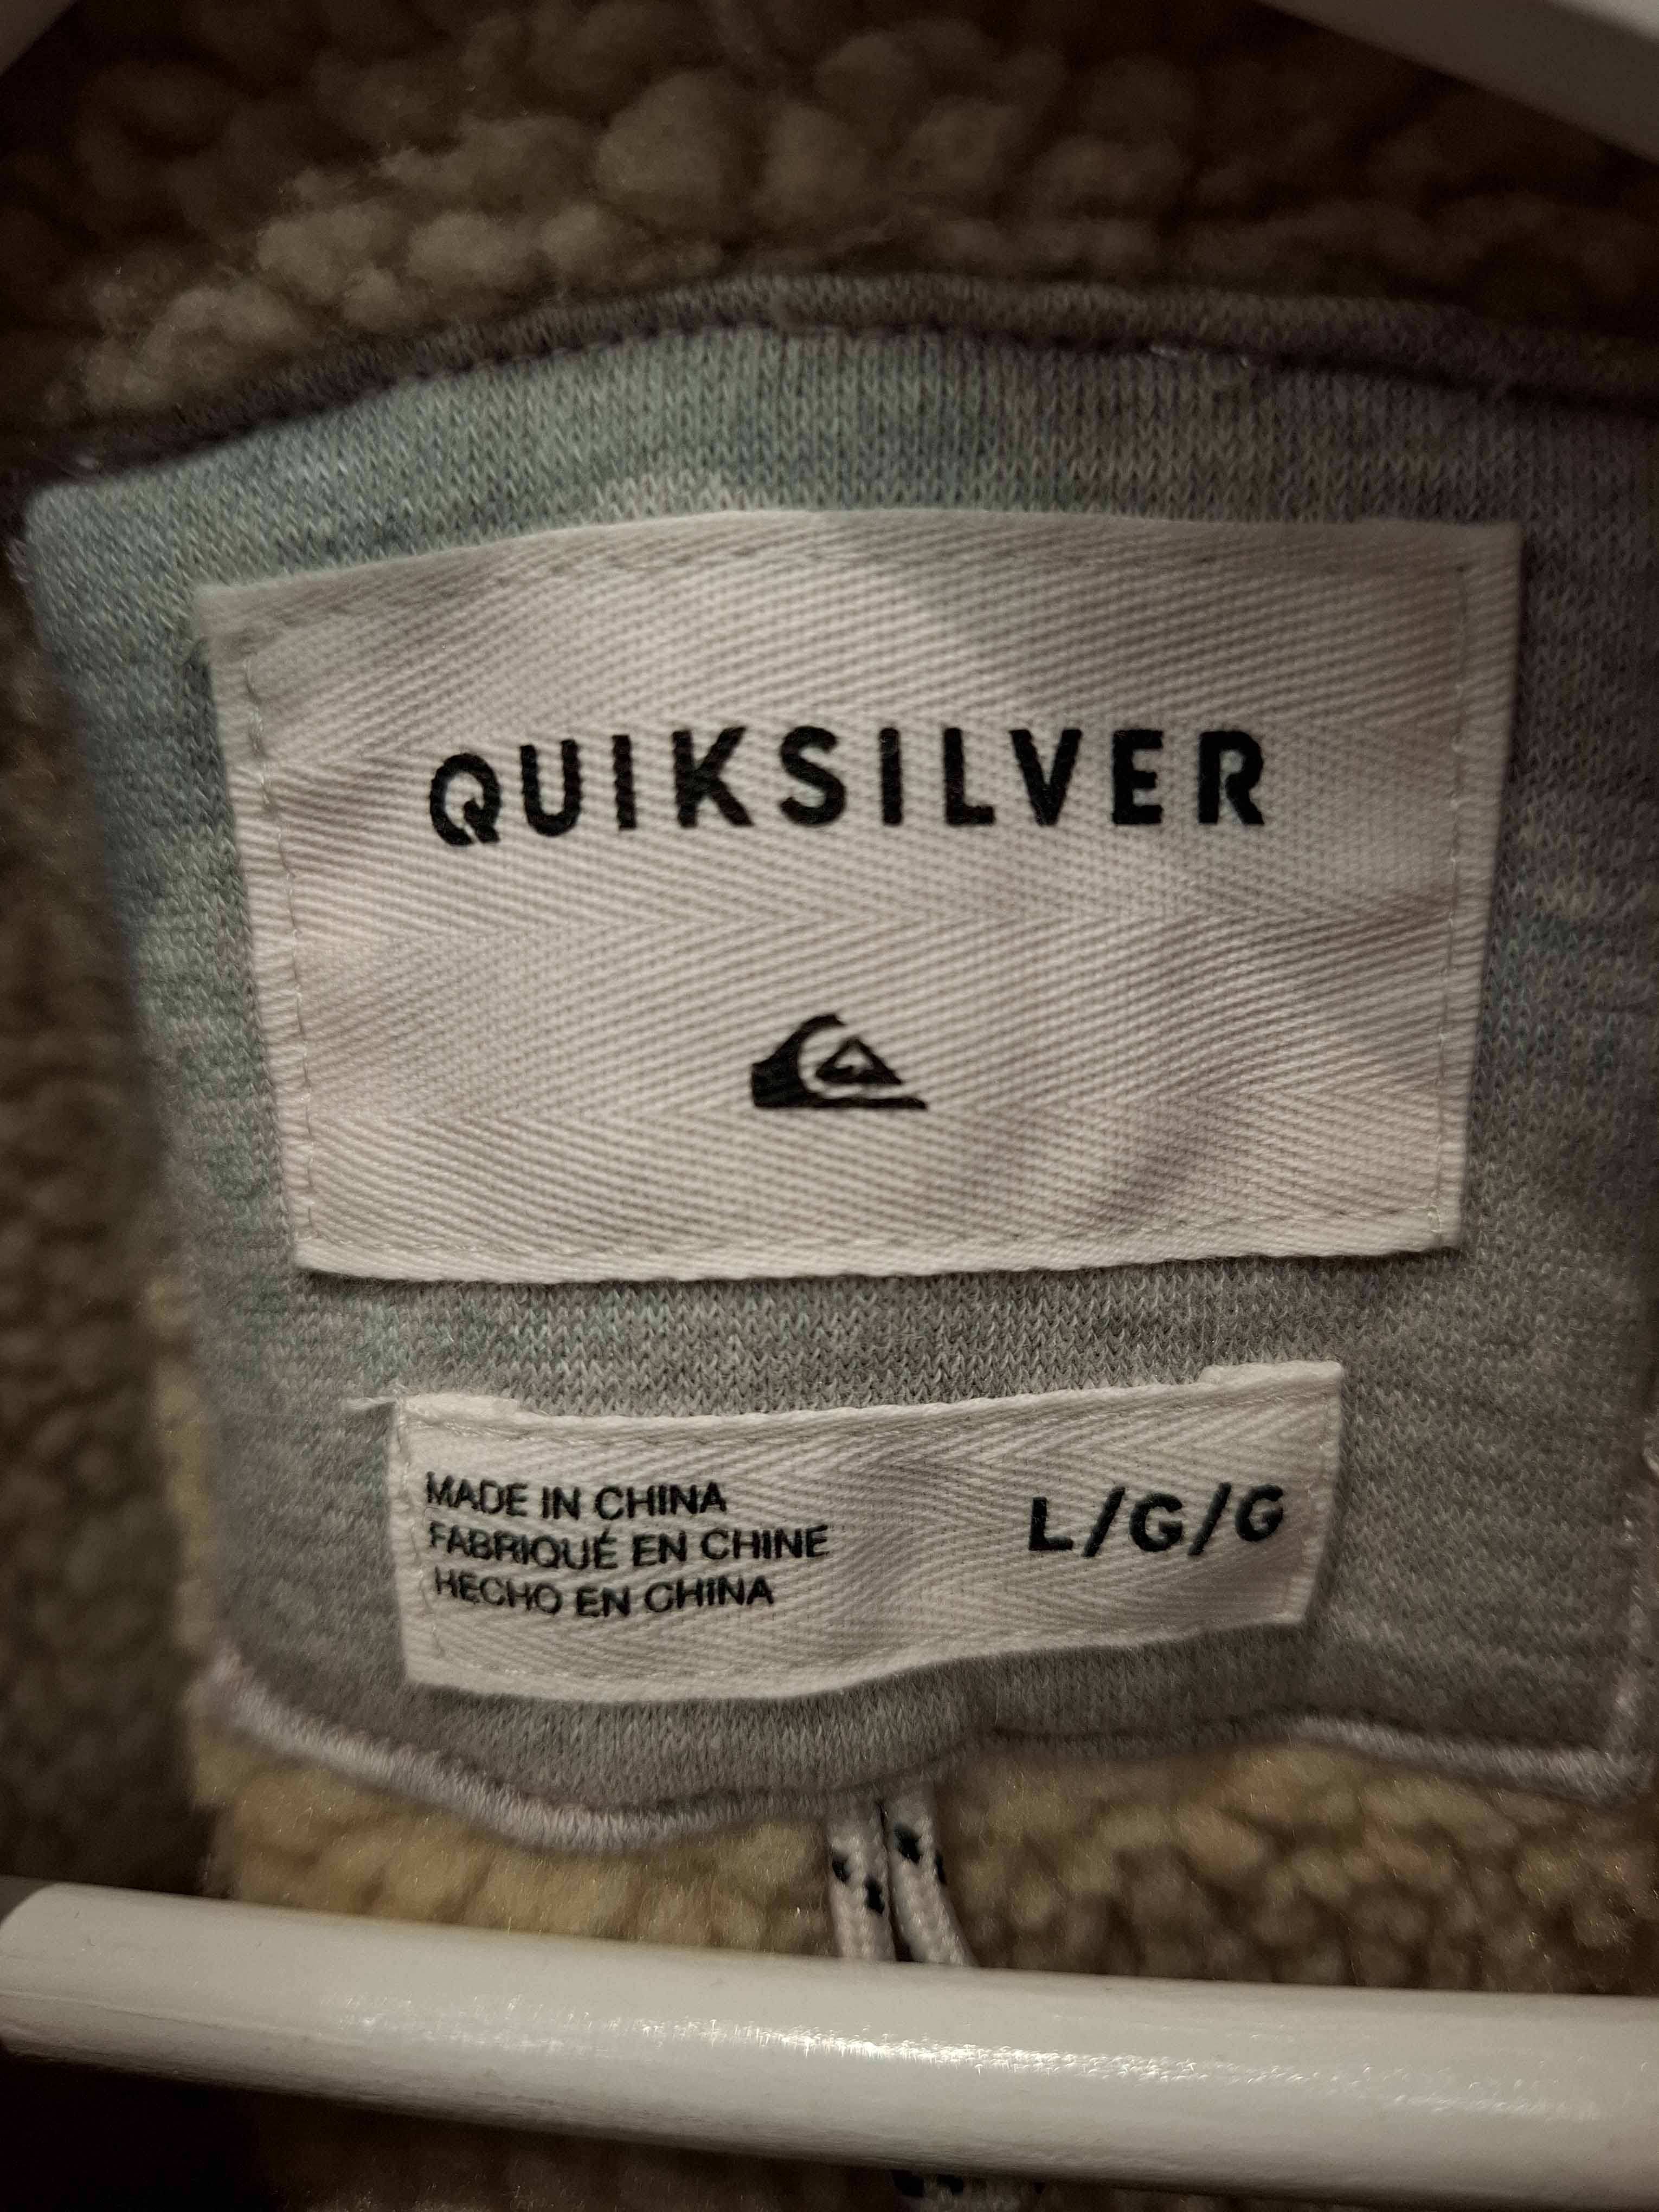 QUIKSILVER
MADE IN CHINA
FABRIQUÉ EN CHINE
HECHO EN CHINA
L/G/G